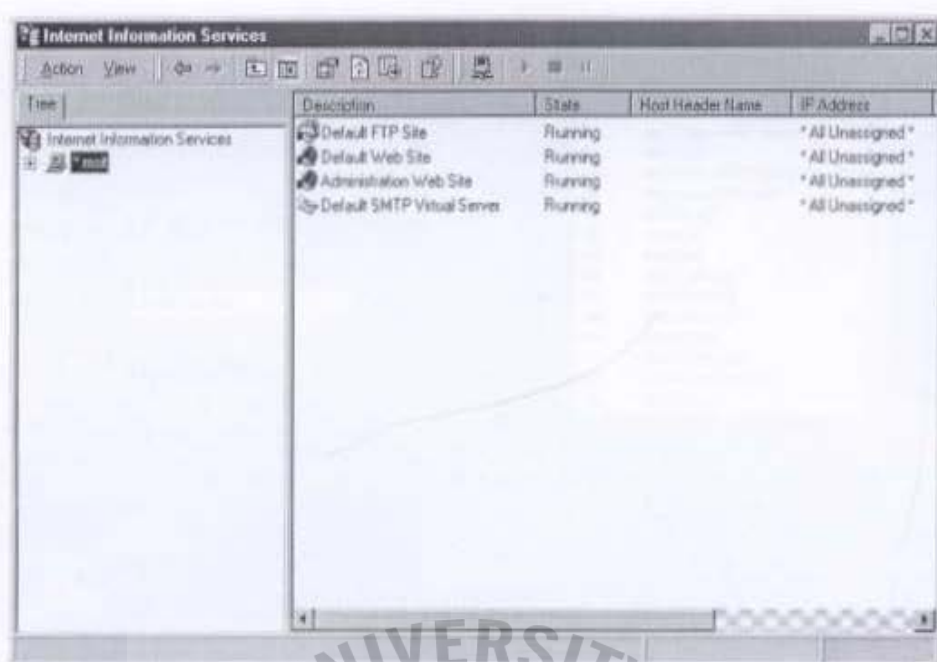 Internet Information Services
Action View
Tree
Description State Host Header Name IP Address
Internet Information Services
Default FTP Site Running * All Unassigned *
Default Web Site Running * All Unassigned *
Administration Web Site Running * All Unassigned *
Default SMTP Virtual Server Running * All Unassigned *
UNIVERSIT